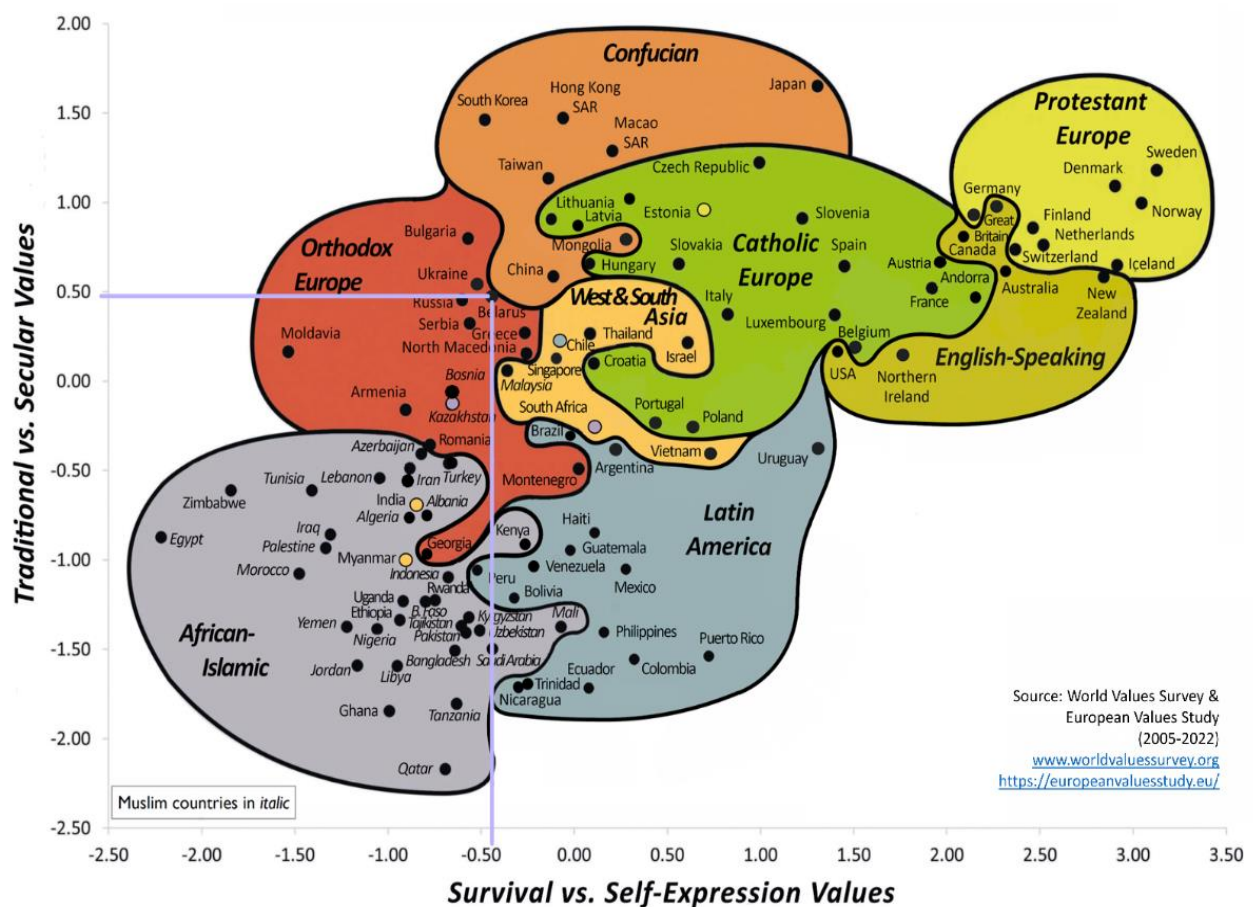 2.00
1.50
1.00
0.50
0.00
-0.50
-1.00
-1.50
-2.00
-2.50
Traditional vs. Secular Values
Confucian
Japan
Hong Kong
SAR
South Korea
Macao
SAR
Taiwan
Mongolia
China
Protestant
Europe
Sweden
Denmark
Norway
Germany
Finland
Netherlands
Switzerland
Içeland
Great
Britain
Canada
Australia
New
Zealand
English-Speaking
USA
Northern
Ireland
Catholic
Europe
Czech Republic
Lithuania
Latvia
Estonia
Slovenia
Slovakia
Hungary
Spain
Austria
Andorra
France
Italy
Luxembourg
Belgium
Croatia
Portugal
Poland
Orthodox
Europe
Bulgaria
Ukraine
Russia
Belarus
Serbia
Greece
North Macedonia
Moldavia
Bosnia
Armenia
Kazakhstan
Romania
Montenegro
Georgia
West & South
Asia
Thailand
Chile
Israel
Singapore
Malaysia
South Africa
Vietnam
Latin
America
Brazil
Argentina
Uruguay
Haiti
Guatemala
Venezuela
Mexico
Peru
Bolivia
Philippines
Puerto Rico
Ecuador
Colombia
Trinidad
Nicaragua
African-
Islamic
Azerbaijan
Tunisia
Lebanon
Iran
Turkey
Zimbabwe
India
Albania
Algeria
Egypt
Iraq
Palestine
Myanmar
Kenya
Morocco
Indonesia
Rwanda
Uganda
B. Faso
Ethiopia
Tajikistan
Kyrgyzstan
Mali
Yemen
Nigeria
Pakistan
Uzbekistan
Bangladesh
Saudi Arabia
Jordan
Libya
Ghana
Tanzania
Qatar
Muslim countries in italic
Source: World Values Survey &
European Values Study
(2005-2022)
www.worldvaluessurvey.org
https://europeanvaluesstudy.eu/
-2.50 -2.00 -1.50 -1.00 -0.50 0.00 0.50 1.00 1.50 2.00 2.50 3.00 3.50
Survival vs. Self-Expression Values